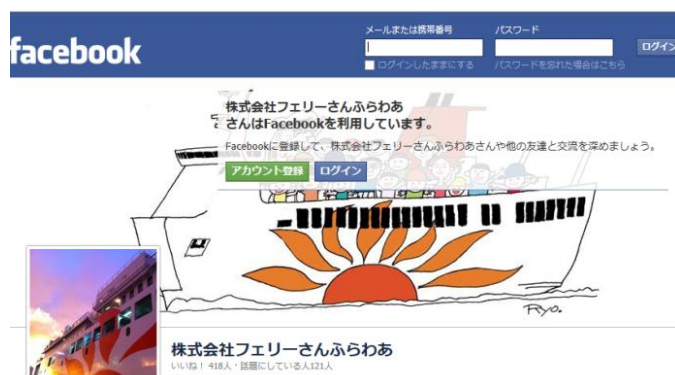 facebook
メールまたは携帯番号
パスワード
ログイン
ログインしたままにする
パスワードを忘れた場合はこちら
株式会社フェリーさんふらわあ
さんはFacebookを利用しています。
Facebookに登録して、株式会社フェリーさんふらわあさんや他の友達と交流を深めましょう。
アカウント登録
ログイン
Ryo.
株式会社フェリーさんふらわあ
いいね！ 418人・話題にしている人121人